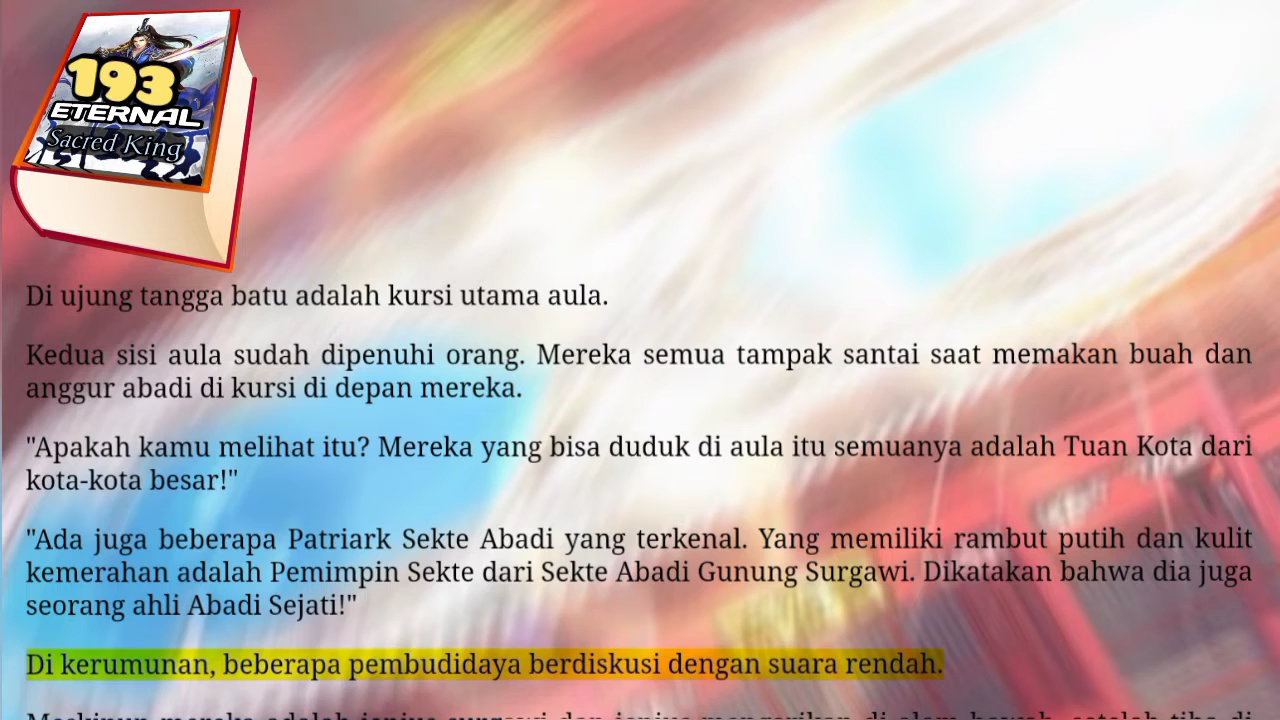 193
ETERNAL
Sacred King
Di ujung tangga batu adalah kursi utama aula.
Kedua sisi aula sudah dipenuhi orang. Mereka semua tampak santai saat memakan buah dan
anggur abadi di kursi di depan mereka.
"Apakah kamu melihat itu? Mereka yang bisa duduk di aula itu semuanya adalah Tuan Kota dari
kota-kota besar!"
"Ada juga beberapa Patriark Sekte Abadi yang terkenal. Yang memiliki rambut putih dan kulit
kemerahan adalah Pemimpin Sekte dari Sekte Abadi Gunung Surgawi. Dikatakan bahwa dia juga
seorang ahli Abadi Sejati!"
Di kerumunan, beberapa pembudidaya berdiskusi dengan suara rendah.